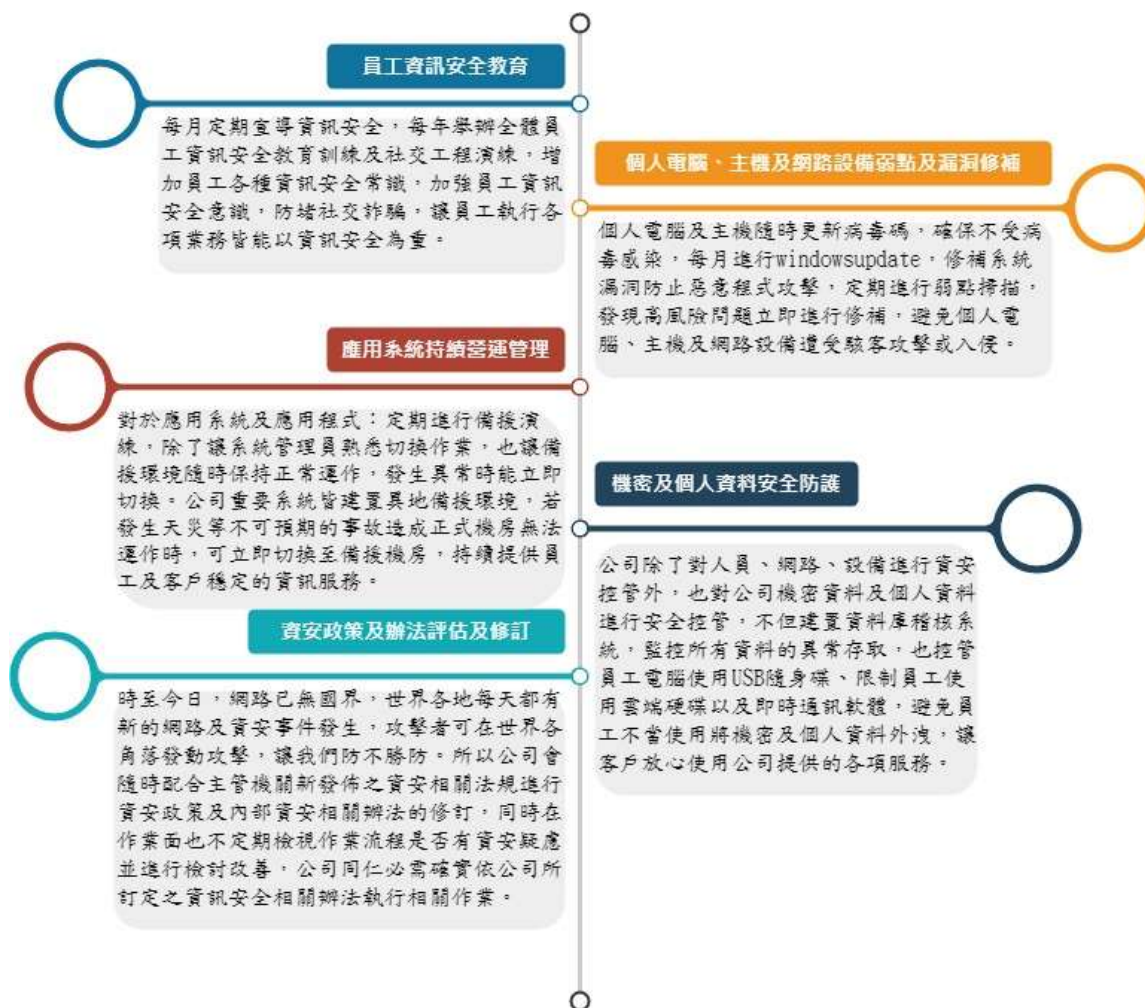 員工資訊安全教育
每月定期宣導資訊安全，每年舉辦全體員
工資訊安全教育訓練及社交工程演練，增
加員工各種資訊安全常識，加強員工資訊
安全意識，防堵社交詐騙，讓員工執行各
項業務皆能以資訊安全為重。
個人電腦、主機及網路設備弱點及漏洞修補
個人電腦及主機隨時更新病毒碼，確保不受病
毒感染，每月進行windowsupdate，修補系統
漏洞防止惡意程式攻擊，定期進行弱點掃描，
發現高風險問題立即進行修補，避免個人電
腦、主機及網路設備遭受駭客攻擊或入侵。
應用系統持續營運管理
對於應用系統及應用程式：定期進行備援演
練，除了讓系統管理員熟悉切換作業，也讓備
援環境隨時保持正常運作，發生異常時能立即
切換。公司重要系統皆建置異地備援環境，若
發生天災等不可預期的事故造成正式機房無法
運作時，可立即切換至備援機房，持續提供員
工及客戶穩定的資訊服務。
機密及個人資料安全防護
公司除了對人員、網路、設備進行資安
控管外，也對公司機密資料及個人資料
進行安全控管，不但建置資料庫稽核系
統，監控所有資料的異常存取，也控管
員工電腦使用USB隨身碟、限制員工使
用雲端硬碟以及即時通訊軟體，避免員
工不當使用將機密及個人資料外洩，讓
客戶放心使用公司提供的各項服務。
資安政策及辦法評估及修訂
時至今日，網路已無國界，世界各地每天都有
新的網路及資安事件發生，攻擊者可在世界各
角落發動攻擊，讓我們防不勝防。所以公司會
隨時配合主管機關新發佈之資安相關法規進行
資安政策及內部資安相關辦法的修訂，同時在
作業面也不定期檢視作業流程是否有資安疑慮
並進行檢討改善，公司同仁必需確實依公司所
訂定之資訊安全相關辦法執行相關作業。